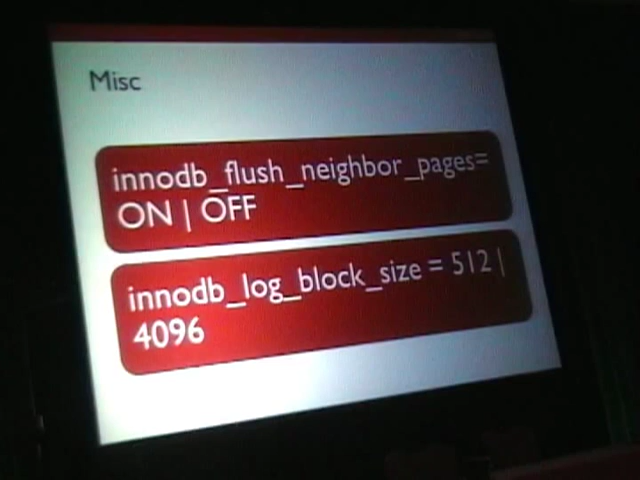 Misc
innodb_flush_neighbor_pages=
ON | OFF
innodb_log_block_size = 512 |
4096